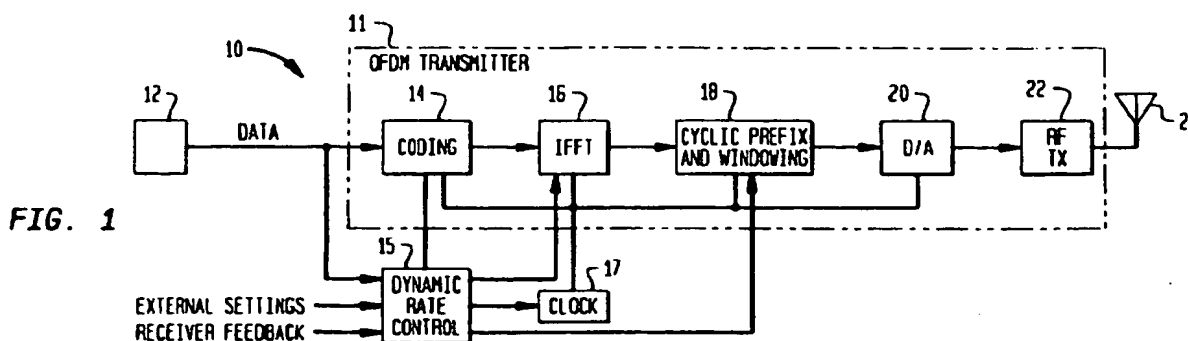 11
OFDM TRANSMITTER
10
12
14
16
18
20
22
2
DATA
CODING
IFFT
CYCLIC PREFIX
AND WINDOWING
D/A
RF
TX
FIG. 1
15
17
DYNAMIC
RATE
CONTROL
CLOCK
EXTERNAL SETTINGS
RECEIVER FEEDBACK